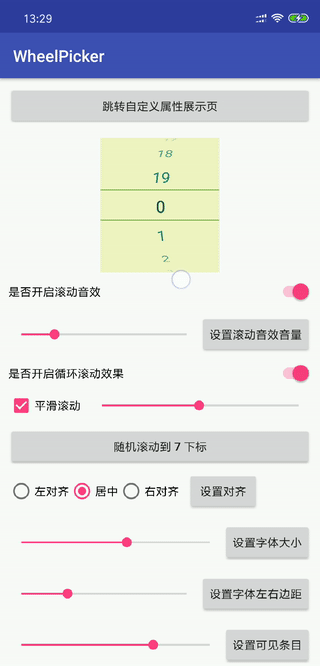 13:29
WheelPicker
跳转自定义属性展示页
18
19
0
1
2
是否开启滚动音效
设置滚动音效音量
是否开启循环滚动效果
平滑滚动
随机滚动到 7 下标
左对齐 居中 右对齐 设置对齐
设置字体大小
设置字体左右边距
设置可见条目